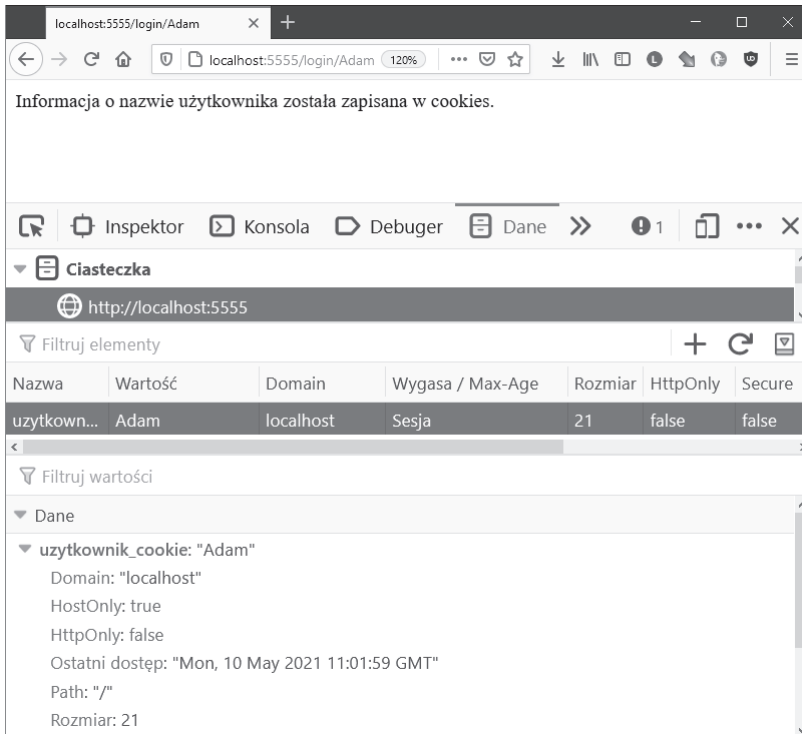 localhost:5555/login/Adam
localhost:5555/login/Adam 120%
Informacja o nazwie użytkownika została zapisana w cookies.
Inspektor Konsola Debuger Dane 1
Ciasteczka
http://localhost:5555
Filtruj elementy
Nazwa Wartość Domain Wygasa / Max-Age Rozmiar HttpOnly Secure
uzytkown... Adam localhost Sesja 21 false false
Filtruj wartości
Dane
uzytkownik_cookie: "Adam"
Domain: "localhost"
HostOnly: true
HttpOnly: false
Ostatni dostęp: "Mon, 10 May 2021 11:01:59 GMT"
Path: "/"
Rozmiar: 21